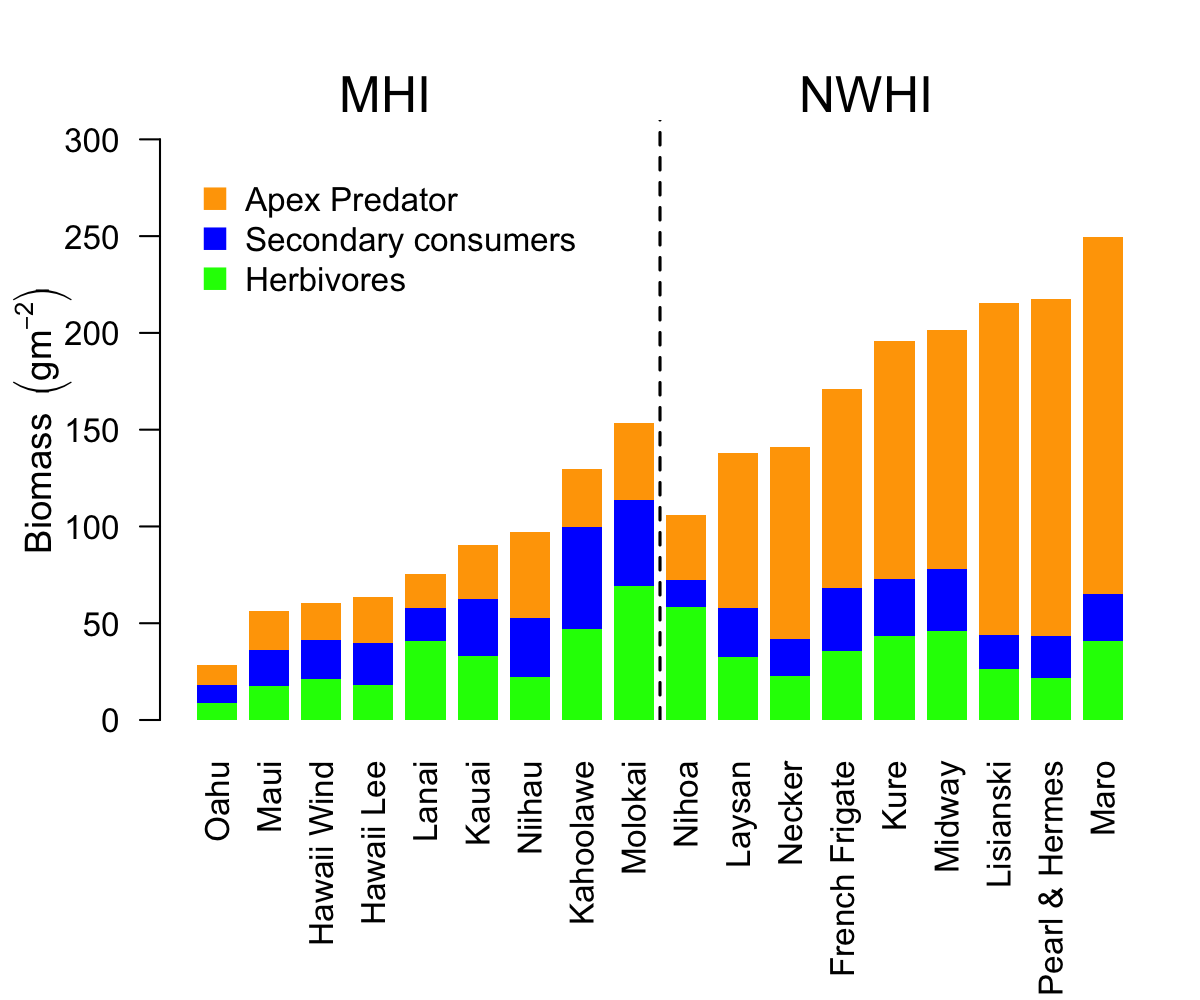 MHI
NWHI
300
250
200
150
100
50
0
Biomass (gm⁻²)
Apex Predator
Secondary consumers
Herbivores
Oahu
Maui
Hawaii Wind
Hawaii Lee
Lanai
Kauai
Niihau
Kahoolawe
Molokai
Nihoa
Laysan
Necker
French Frigate
Kure
Midway
Lisianski
Pearl & Hermes
Maro